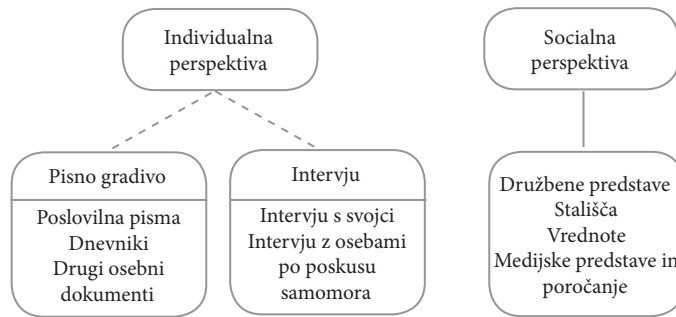 Individualna
perspektiva
Socialna
perspektiva
Pisno gradivo
Poslovilna pisma
Dnevniki
Drugi osebni
dokumenti
Intervju
Intervju s svojci
Intervju z osebami
po poskusu
samomora
Družbene predstave
Stališča
Vrednote
Medijske predstave in
poročanje